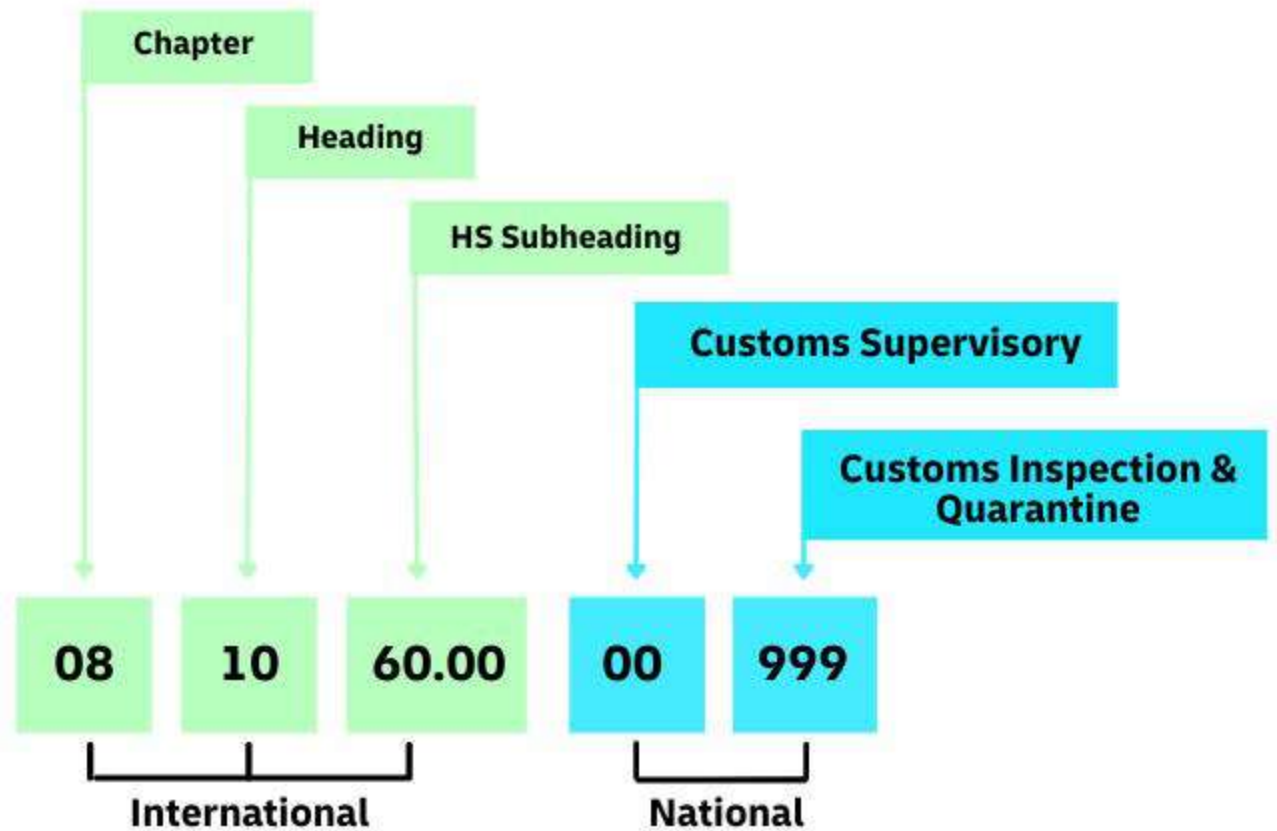 Chapter
Heading
HS Subheading
Customs Supervisory
Customs Inspection &
Quarantine
08 10 60.00 00 999
International National